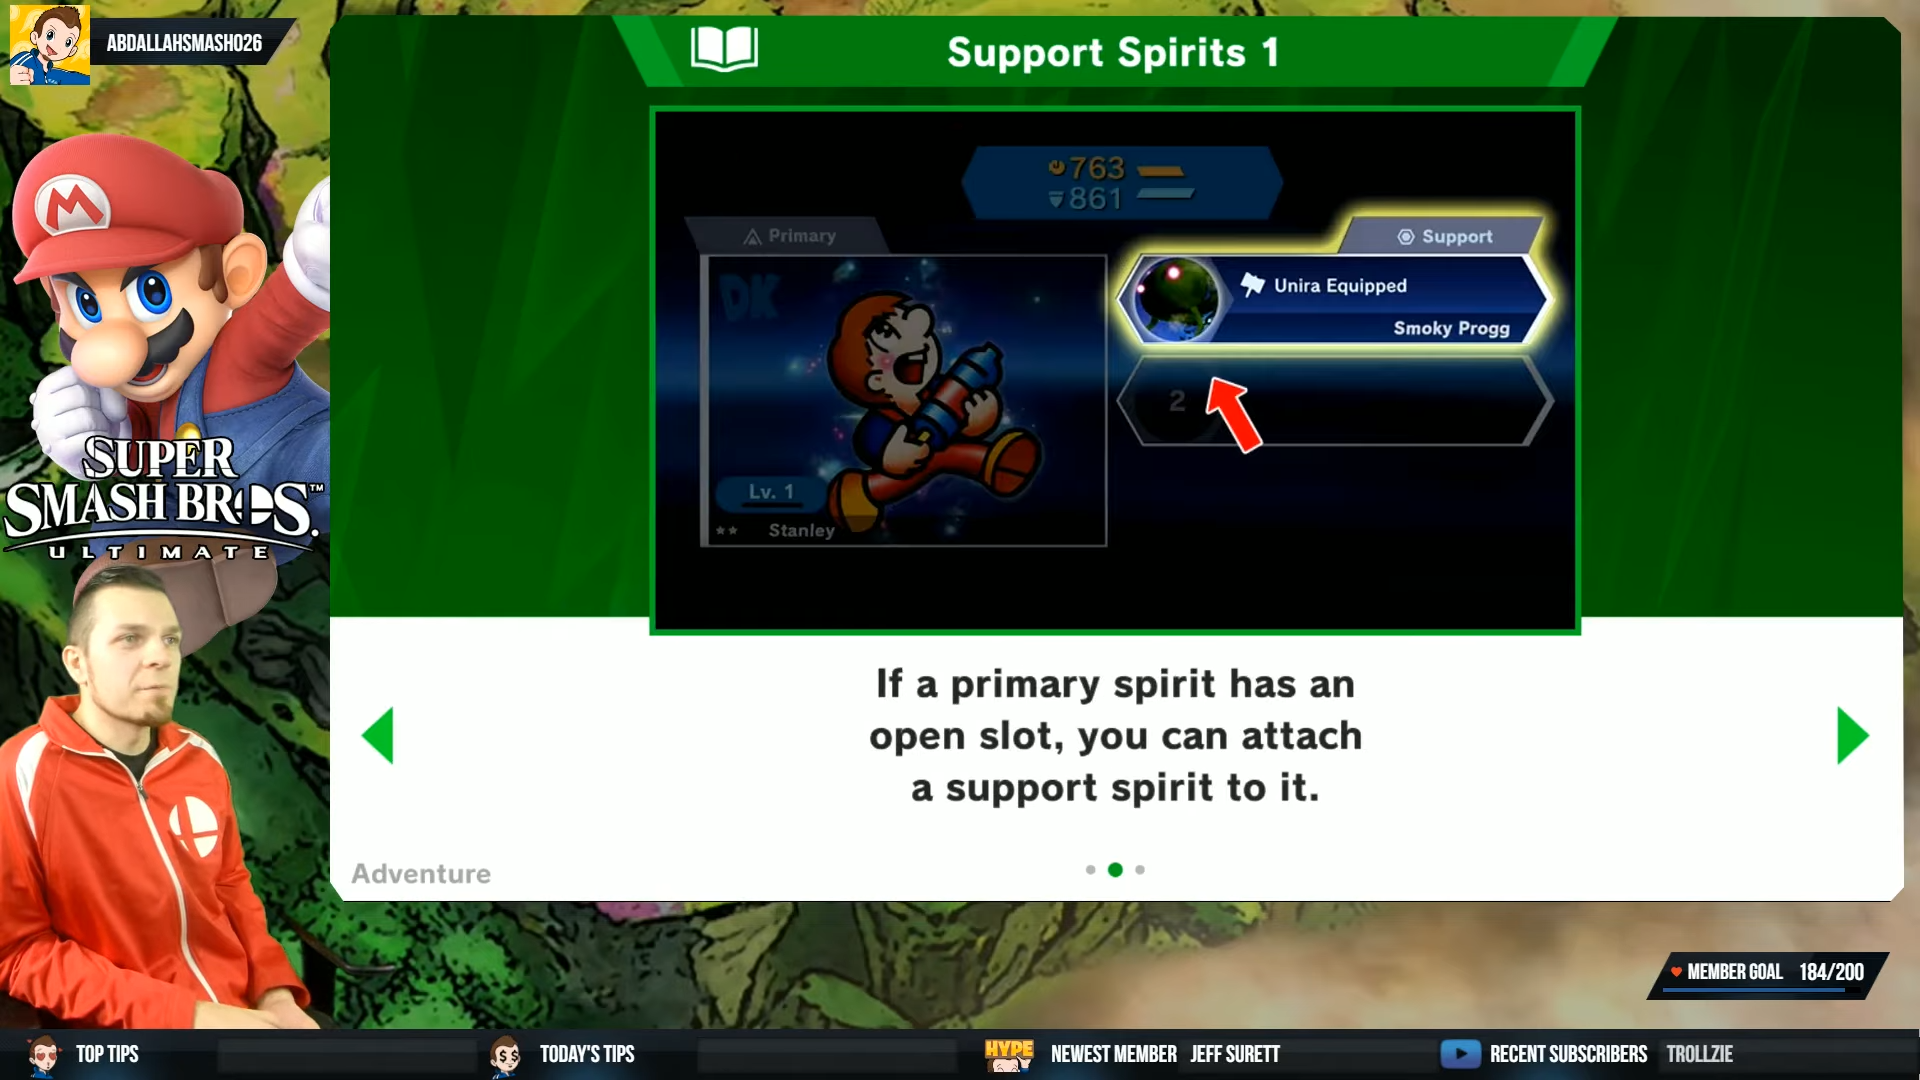 ABDALLAHSMASH026
Support Spirits 1
763
861
Primary
Support
DK
Unira Equipped
Smoky Progg
2
Lv. 1
★★ Stanley
M
SUPER
SMASH BROS.™
ULTIMATE
If a primary spirit has an
open slot, you can attach
a support spirit to it.
Adventure
MEMBER GOAL 184/200
TOP TIPS
TODAY'S TIPS
HYPE
NEWEST MEMBER JEFF SURETT
RECENT SUBSCRIBERS TROLLZIE